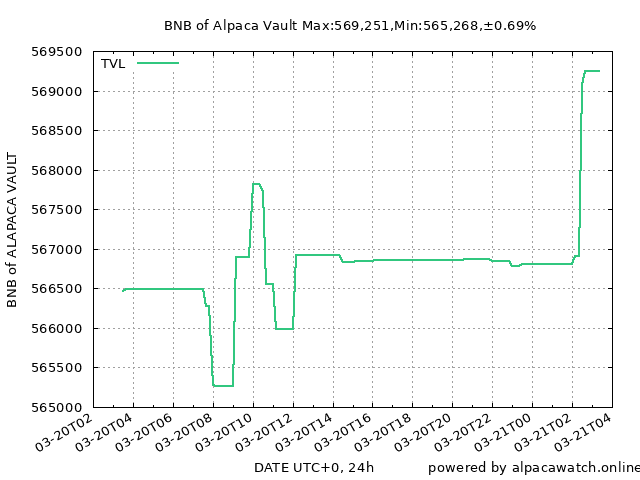 BNB of Alpaca Vault Max:569,251,Min:565,268,±0.69%
TVL
569500
569000
568500
568000
567500
567000
566500
566000
565500
565000
BNB of ALAPACA VAULT
03-20T02
03-20T04
03-20T06
03-20T08
03-20T10
03-20T12
03-20T14
03-20T16
03-20T18
03-20T20
03-20T22
03-21T00
03-21T02
03-21T04
DATE UTC+0, 24h
powered by alpacawatch.online